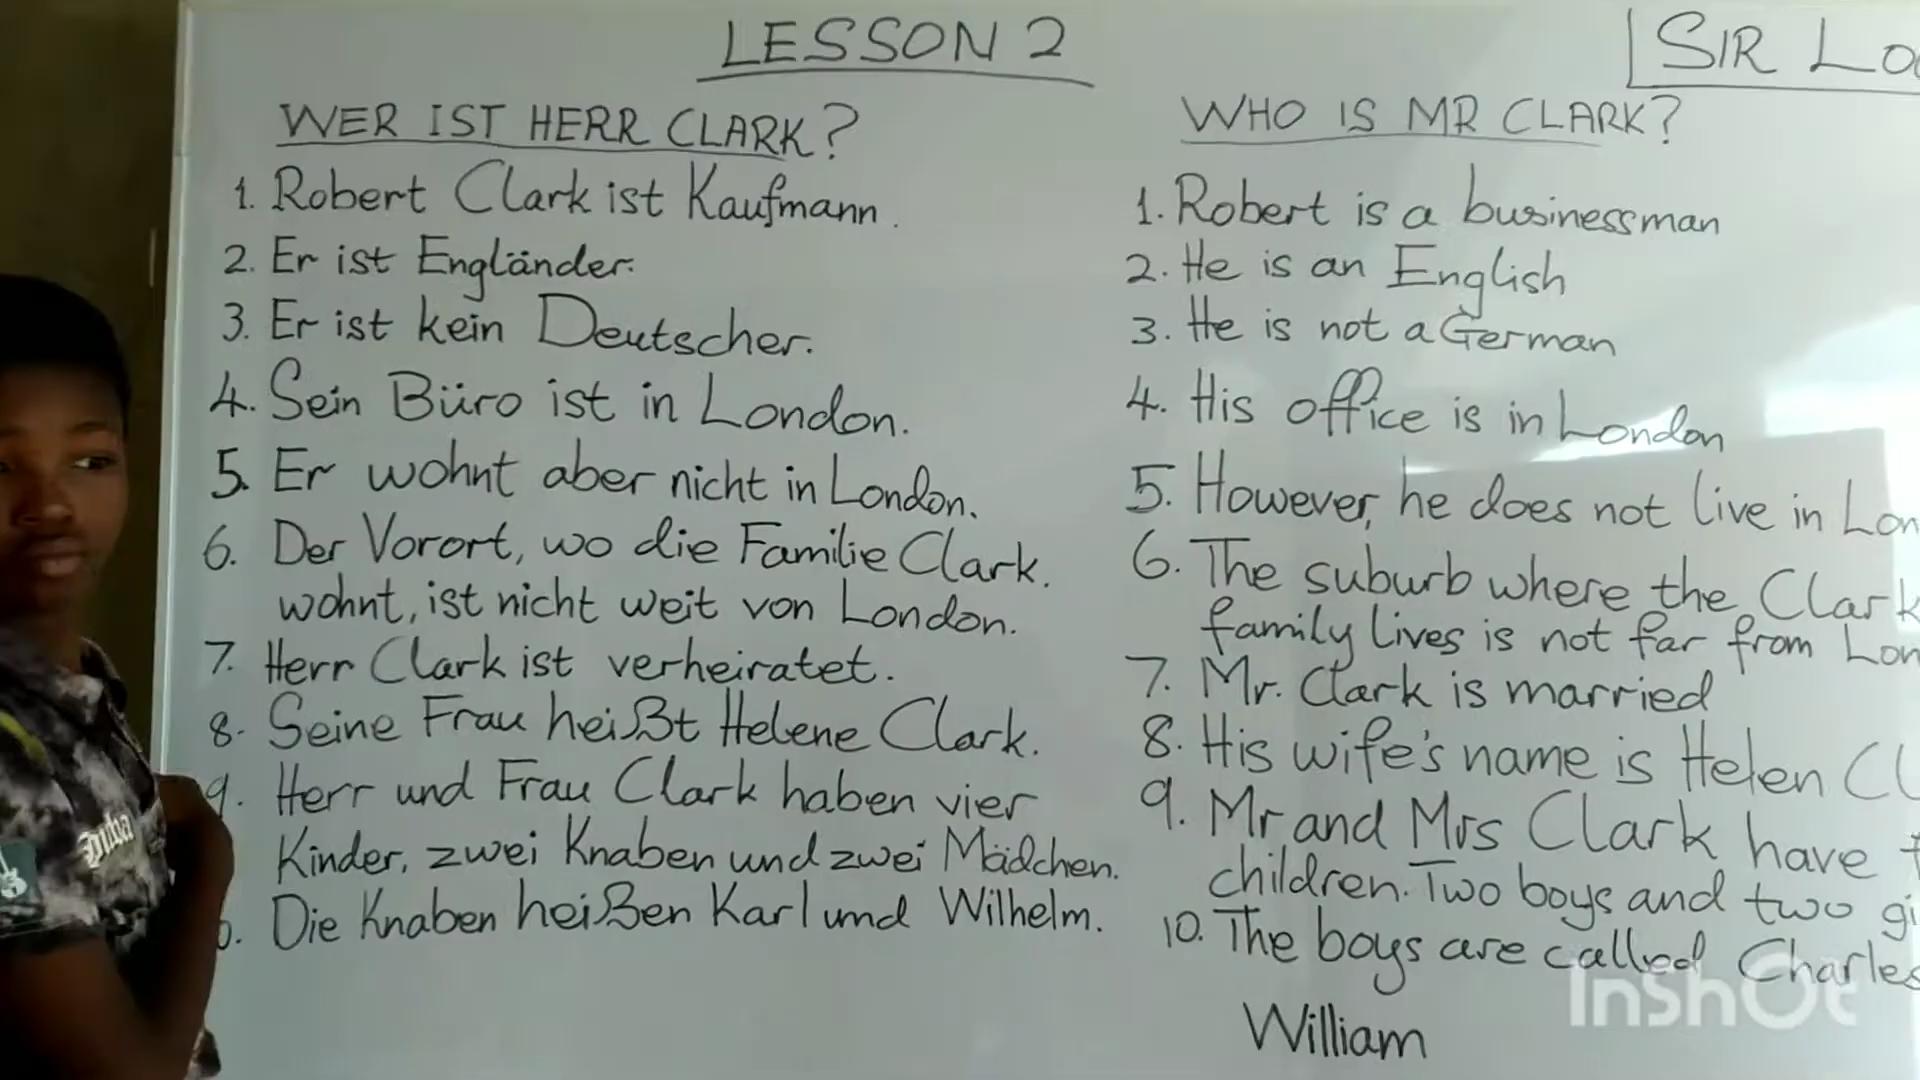 LESSON 2
SIR
WER IST HERR CLARK?
1. Robert Clark ist Kaufmann.
2. Er ist Engländer.
3. Er ist kein Deutscher.
4. Sein Büro ist in London.
5. Er wohnt aber nicht in London.
6. Der Vorort, wo die Familie Clark.
wohnt, ist nicht weit von London.
7. Herr Clark ist verheiratet.
8. Seine Frau heißt Helene Clark.
9. Herr und Frau Clark haben vier
Kinder, zwei Knaben und zwei Mädchen.
Die Knaben heißen Karl und Wilhelm.
WHO IS MR CLARK?
1. Robert is a businessman
2. He is an English
3. He is not a German
4. His office is in London
5. However, he does not live in
6. The suburb where the Clark
family lives is not far from
7. Mr. Clark is married
8. His wife's name is Helen
9. Mr and Mrs Clark have
children. Two boys and two
10. The boys are called Charles
William
InShOt